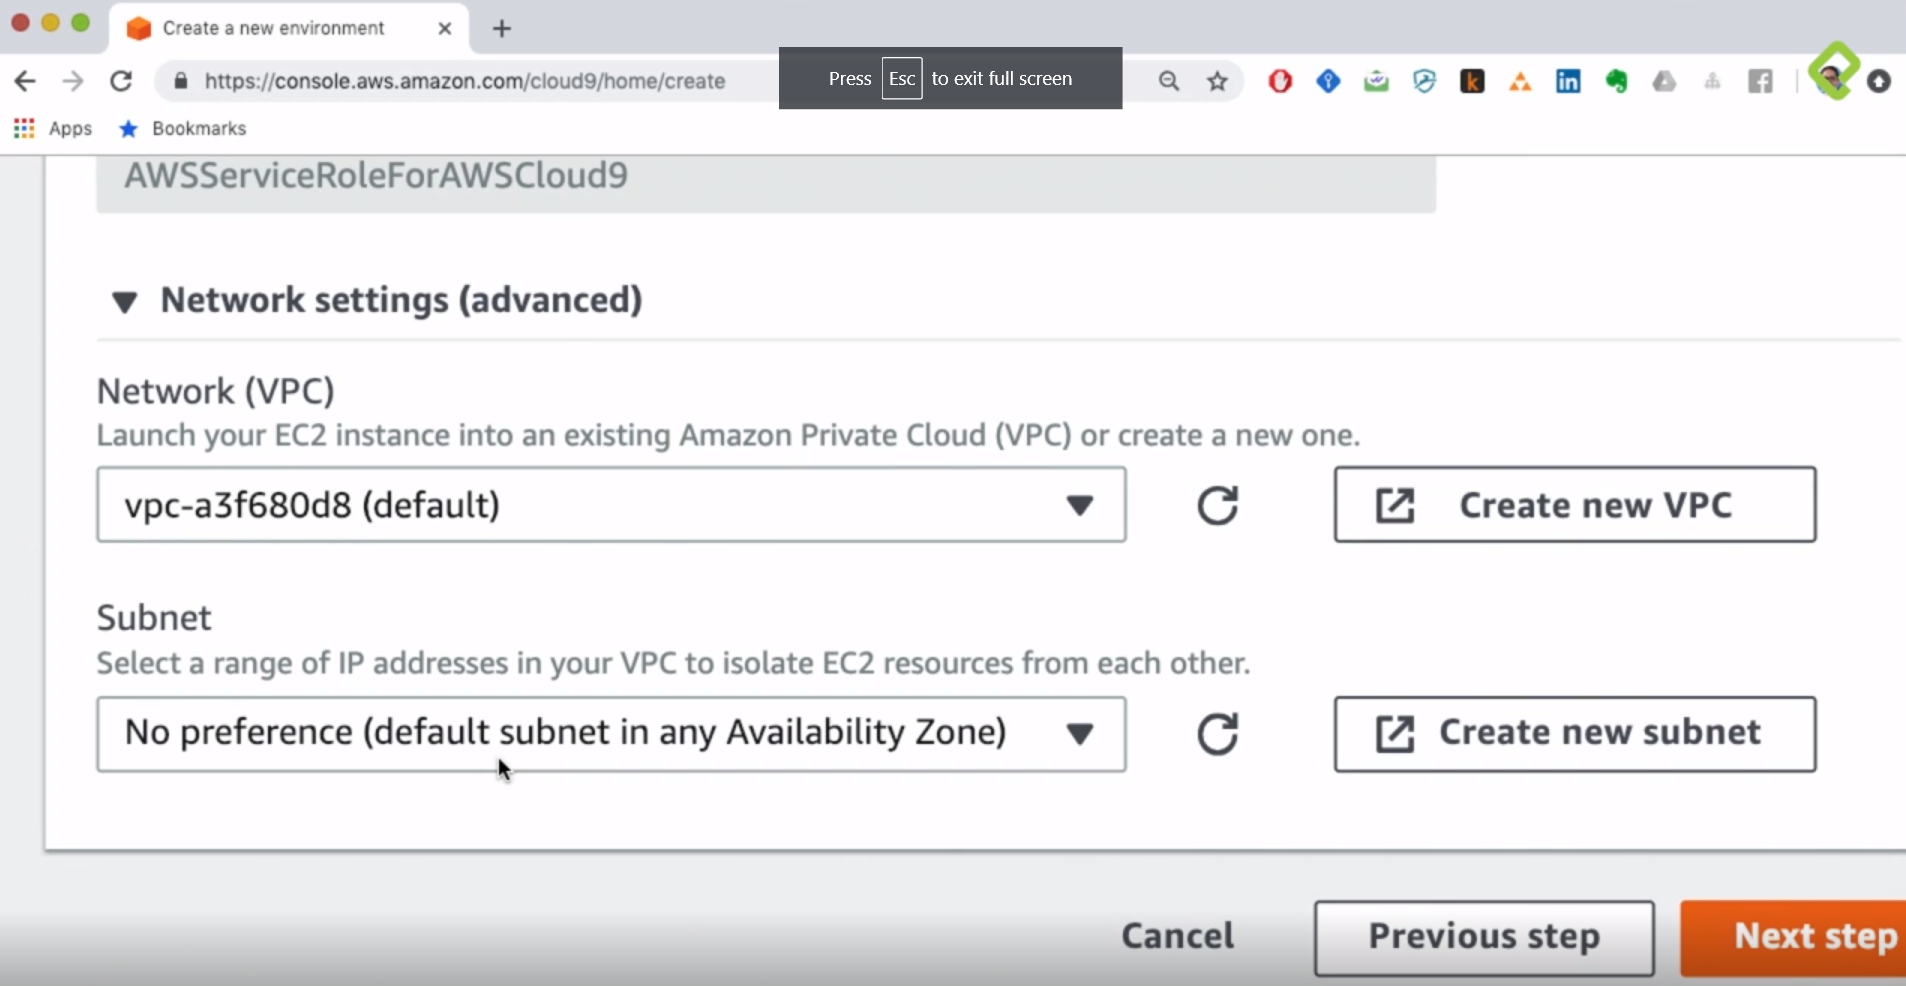 Create a new environment
Press Esc to exit full screen
https://console.aws.amazon.com/cloud9/home/create
Apps
Bookmarks
AWSServiceRoleForAWSCloud9
Network settings (advanced)
Network (VPC)
Launch your EC2 instance into an existing Amazon Private Cloud (VPC) or create a new one.
vpc-a3f680d8 (default)
Create new VPC
Subnet
Select a range of IP addresses in your VPC to isolate EC2 resources from each other.
No preference (default subnet in any Availability Zone)
Create new subnet
Cancel
Previous step
Next step